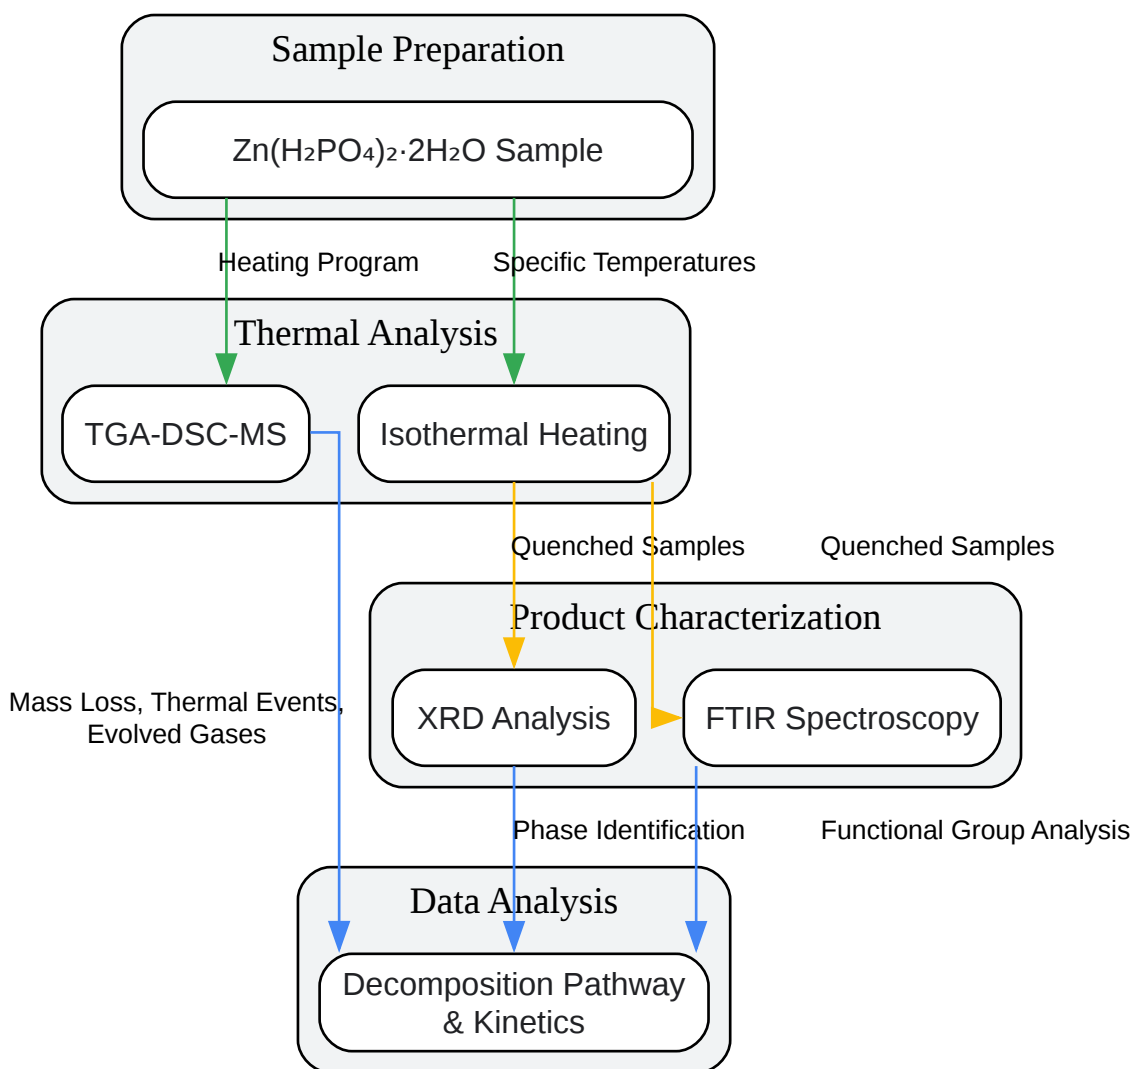 Sample Preparation
Zn(H₂PO₄)₂·2H₂O Sample
Heating Program
Specific Temperatures
Thermal Analysis
TGA-DSC-MS
Isothermal Heating
Quenched Samples
Quenched Samples
Product Characterization
Mass Loss, Thermal Events,
Evolved Gases
XRD Analysis
FTIR Spectroscopy
Phase Identification
Functional Group Analysis
Data Analysis
Decomposition Pathway
& Kinetics